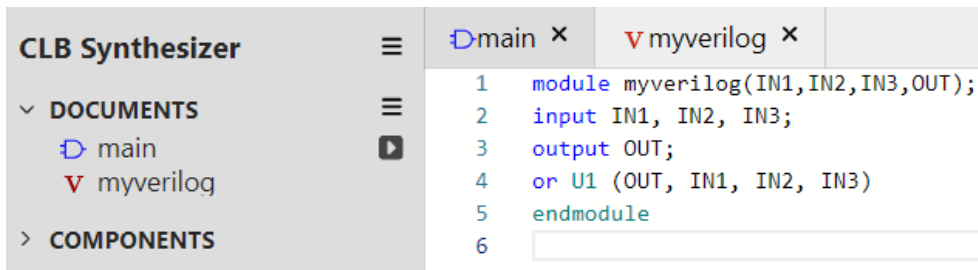 CLB Synthesizer
DOCUMENTS
main
V myverilog
COMPONENTS
main × V myverilog ×
1 module myverilog(IN1,IN2,IN3,OUT);
2 input IN1, IN2, IN3;
3 output OUT;
4 or U1 (OUT, IN1, IN2, IN3)
5 endmodule
6